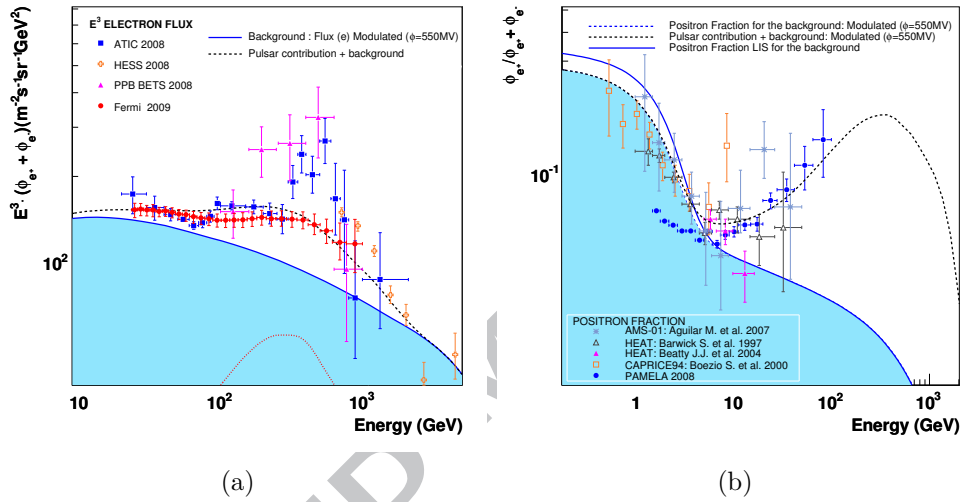 E³ ELECTRON FLUX
ATIC 2008
HESS 2008
PPB BETS 2008
Fermi 2009
Background : Flux (e) Modulated (ϕ=550MV)
Pulsar contribution + background
E³· (ϕe⁺ + ϕe⁻)(m⁻²s⁻¹sr⁻¹GeV²)
10²
10 10² 10³
Energy (GeV)
(a)
Positron Fraction for the background: Modulated (ϕ=550MV)
Pulsar contribution + background: Modulated (ϕ=550MV)
Positron Fraction LIS for the background
ϕe⁺/ϕe⁺ + ϕe⁻
10⁻¹
POSITRON FRACTION
AMS-01: Aguilar M. et al. 2007
HEAT: Barwick S. et al. 1997
HEAT: Beatty J.J. et al. 2004
CAPRICE94: Boezio S. et al. 2000
PAMELA 2008
1 10 10² 10³
Energy (GeV)
(b)